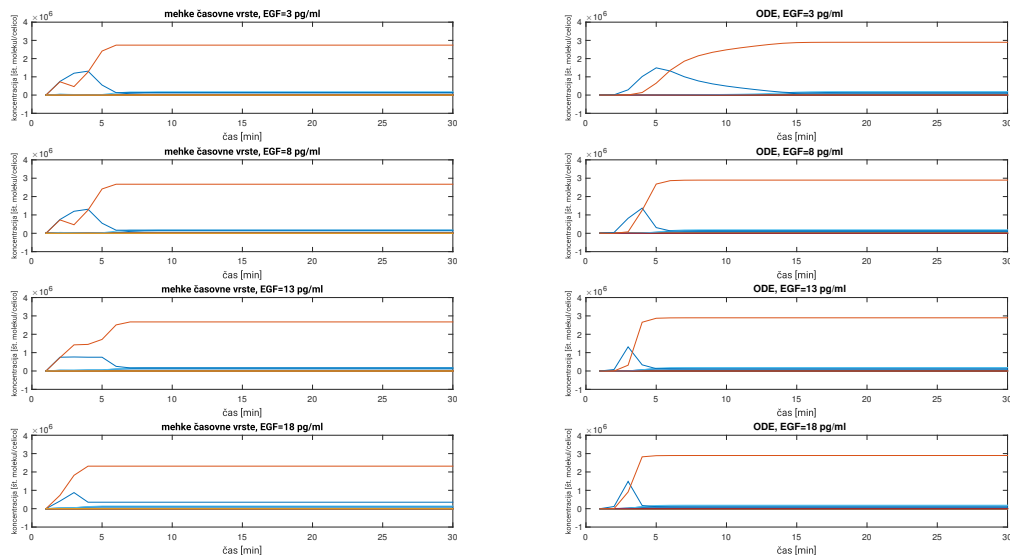 mehke časovne vrste, EGF=3 pg/ml
×10⁶
koncentracija [št. molekul/celico]
4
3
2
1
0
-1
0 5 10 15 20 25 30
čas [min]
ODE, EGF=3 pg/ml
×10⁶
koncentracija [št. molekul/celico]
4
3
2
1
0
-1
0 5 10 15 20 25 30
čas [min]
mehke časovne vrste, EGF=8 pg/ml
×10⁶
koncentracija [št. molekul/celico]
4
3
2
1
0
-1
0 5 10 15 20 25 30
čas [min]
ODE, EGF=8 pg/ml
×10⁶
koncentracija [št. molekul/celico]
4
3
2
1
0
-1
0 5 10 15 20 25 30
čas [min]
mehke časovne vrste, EGF=13 pg/ml
×10⁶
koncentracija [št. molekul/celico]
4
3
2
1
0
-1
0 5 10 15 20 25 30
čas [min]
ODE, EGF=13 pg/ml
×10⁶
koncentracija [št. molekul/celico]
4
3
2
1
0
-1
0 5 10 15 20 25 30
čas [min]
mehke časovne vrste, EGF=18 pg/ml
×10⁶
koncentracija [št. molekul/celico]
4
3
2
1
0
-1
0 5 10 15 20 25 30
čas [min]
ODE, EGF=18 pg/ml
×10⁶
koncentracija [št. molekul/celico]
4
3
2
1
0
-1
0 5 10 15 20 25 30
čas [min]